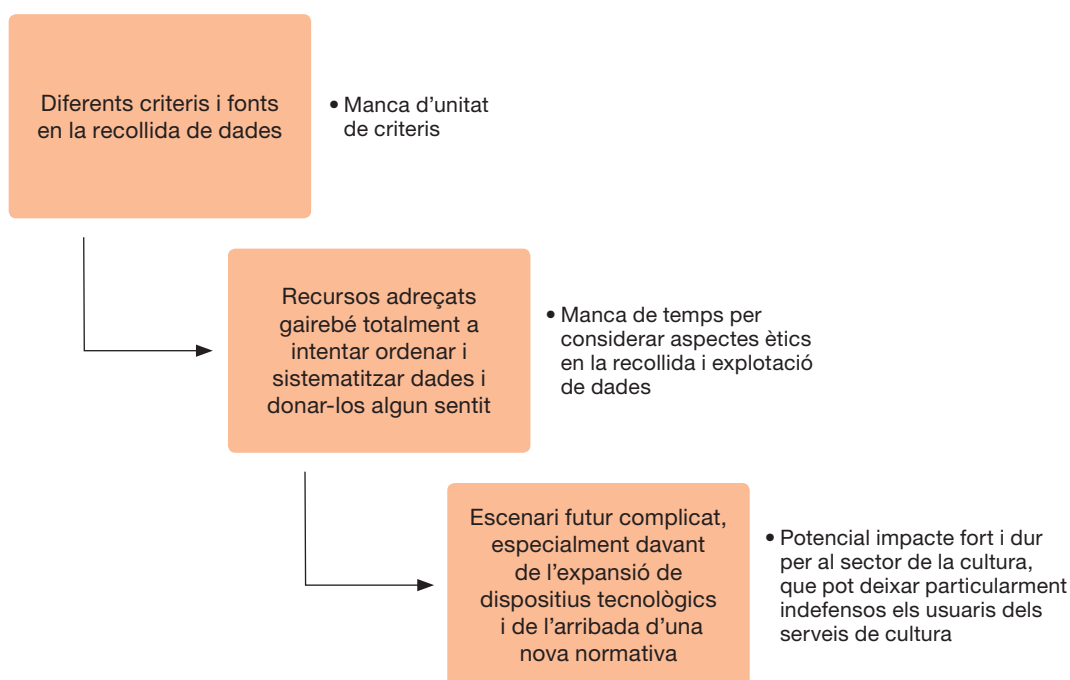 Diferents criteris i fonts
en la recollida de dades
• Manca d’unitat
de criteris
Recursos adreçats
gairebé totalment a
intentar ordenar i
sistematitzar dades i
donar-los algun sentit
• Manca de temps per
considerar aspectes ètics
en la recollida i explotació
de dades
Escenari futur complicat,
especialment davant
de l’expansió de
dispositius tecnològics
i de l’arribada d’una
nova normativa
• Potencial impacte fort i dur
per al sector de la cultura,
que pot deixar particularment
indefensos els usuaris dels
serveis de cultura